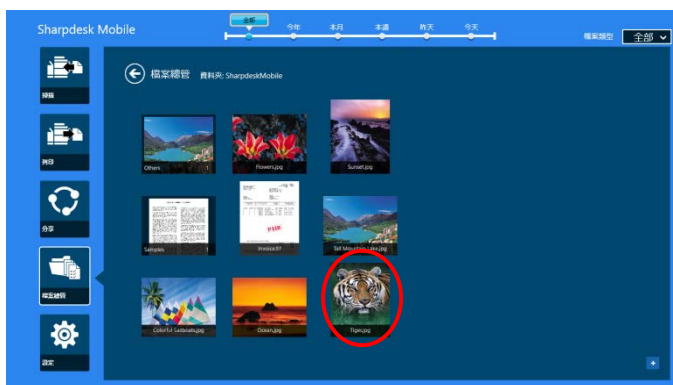 Sharpdesk Mobile
全部
今年
本月
本週
昨天
今天
檔案類型
全部
掃描
列印
分享
檔案總管
設定
檔案總管
資料夾: SharpdeskMobile
Others
1
Flowers.jpg
Sunset.jpg
Samples
1
Tall Mountain Lake.jpg
Colorful Sailboats.jpg
Ocean.jpg
Tiger.jpg